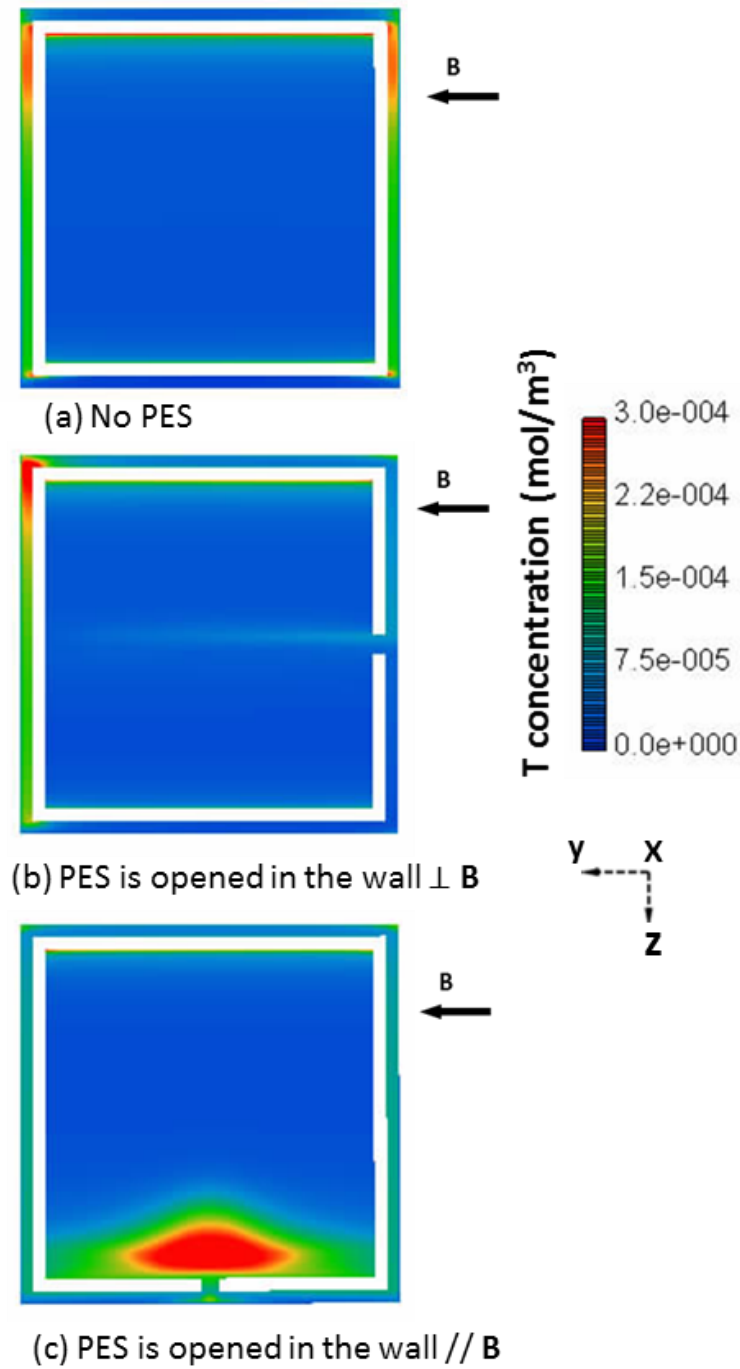 B
(a) No PES
B
T concentration (mol/m³)
3.0e-004
2.2e-004
1.5e-004
7.5e-005
0.0e+000
y x
z
(b) PES is opened in the wall ⊥ B
B
(c) PES is opened in the wall // B